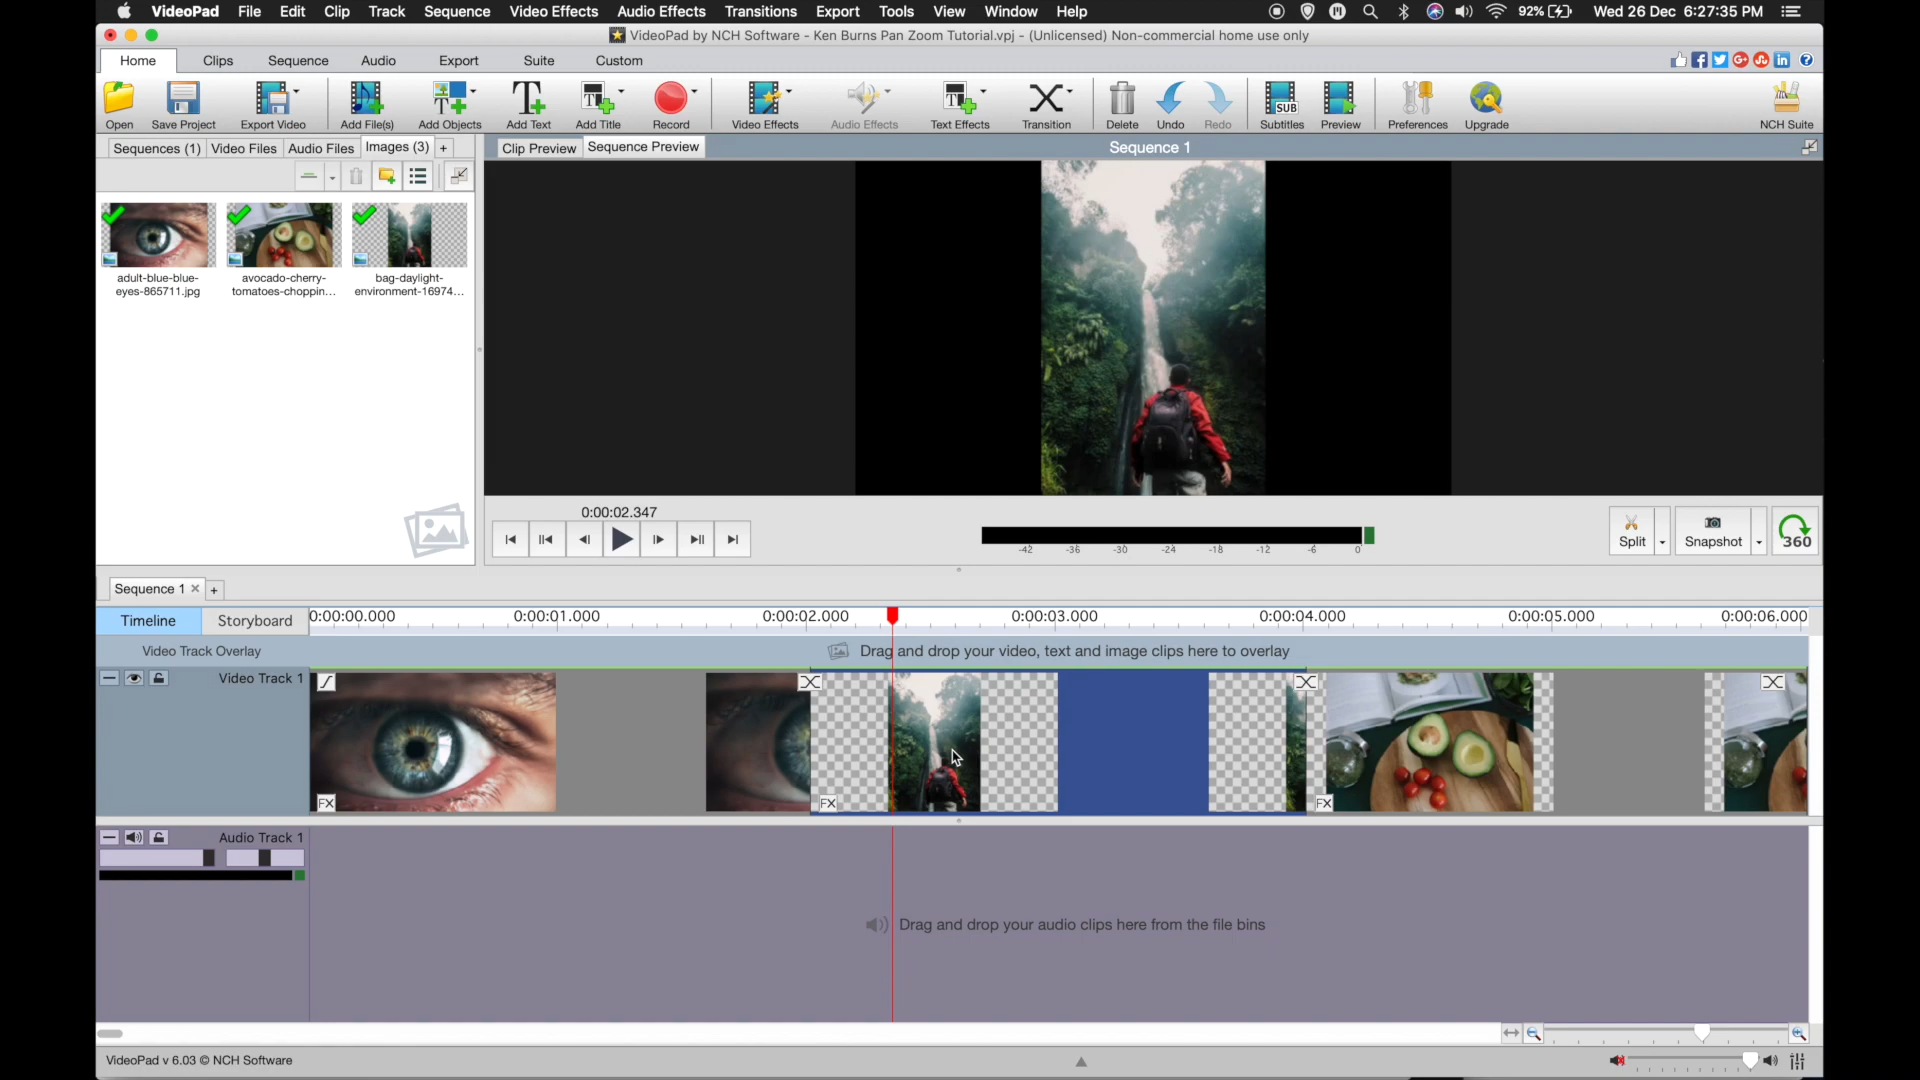 VideoPad File Edit Clip Track Sequence Video Effects Audio Effects Transitions Export Tools View Window Help 92% Wed 26 Dec 6:27:35 PM
VideoPad by NCH Software - Ken Burns Pan Zoom Tutorial.vpj - (Unlicensed) Non-commercial home use only
Home Clips Sequence Audio Export Suite Custom
Open Save Project Export Video Add File(s) Add Objects Add Text Add Title Record Video Effects Audio Effects Text Effects Transition Delete Undo Redo Subtitles Preview Preferences Upgrade NCH Suite
SUB
Sequences (1) Video Files Audio Files Images (3) +
Clip Preview Sequence Preview Sequence 1
adult-blue-blue-
eyes-865711.jpg
avocado-cherry-
tomatoes-choppin...
bag-daylight-
environment-16974...
0:00:02.347
-42 -36 -30 -24 -18 -12 -6 0
Split Snapshot 360
Sequence 1 × +
Timeline Storyboard
0:00:00.000 0:00:01.000 0:00:02.000 0:00:03.000 0:00:04.000 0:00:05.000 0:00:06.000
Video Track Overlay
Drag and drop your video, text and image clips here to overlay
Video Track 1
FX FX FX
Audio Track 1
Drag and drop your audio clips here from the file bins
VideoPad v 6.03 © NCH Software